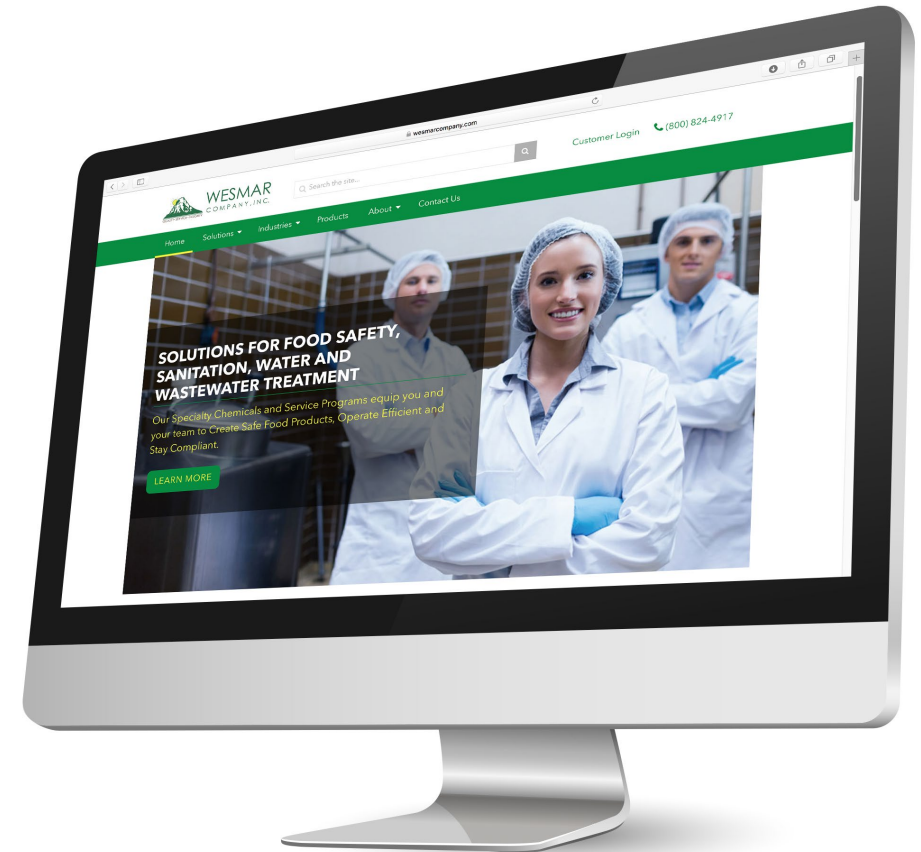 wesmarcompany.com
Customer Login (800) 824-4917
WESMAR
COMPANY, INC.
Search the site...
Home Solutions Industries Products About Contact Us
SOLUTIONS FOR FOOD SAFETY,
SANITATION, WATER AND
WASTEWATER TREATMENT
Our Specialty Chemicals and Service Programs equip you and
your team to Create Safe Food Products, Operate Efficient and
Stay Compliant.
LEARN MORE